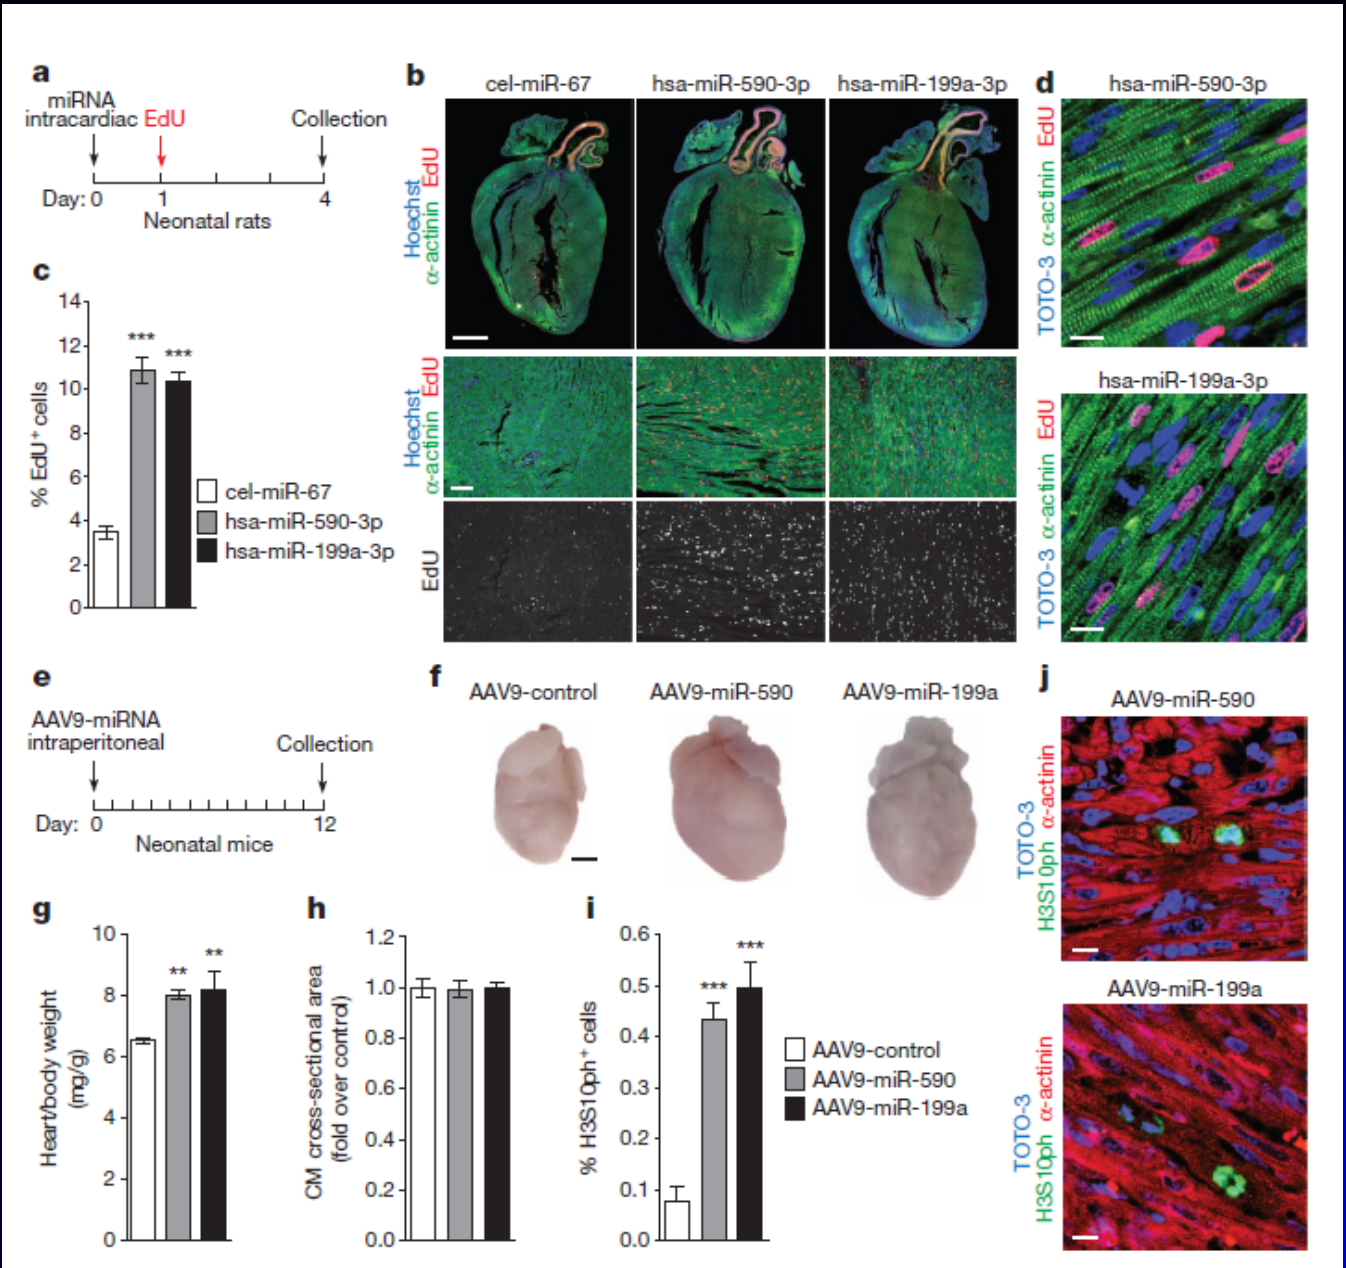 a
miRNA
intracardiac EdU
Collection
Day: 0 1 4
Neonatal rats
b
cel-miR-67 hsa-miR-590-3p hsa-miR-199a-3p
Hoechst
α-actinin EdU
Hoechst
α-actinin EdU
EdU
c
% EdU⁺ cells
14
12
10
8
6
4
2
0
***
***
cel-miR-67
hsa-miR-590-3p
hsa-miR-199a-3p
d
hsa-miR-590-3p
TOTO-3 α-actinin EdU
hsa-miR-199a-3p
TOTO-3 α-actinin EdU
e
AAV9-miRNA
intraperitoneal
Collection
Day: 0 12
Neonatal mice
f
AAV9-control AAV9-miR-590 AAV9-miR-199a
g
Heart/body weight
(mg/g)
10
8
6
4
2
0
**
**
h
CM cross-sectional area
(fold over control)
1.2
1.0
0.8
0.6
0.4
0.2
0.0
i
% H3S10ph⁺ cells
0.6
0.5
0.4
0.3
0.2
0.1
0.0
***
***
AAV9-control
AAV9-miR-590
AAV9-miR-199a
j
AAV9-miR-590
TOTO-3
H3S10ph α-actinin
AAV9-miR-199a
TOTO-3
H3S10ph α-actinin